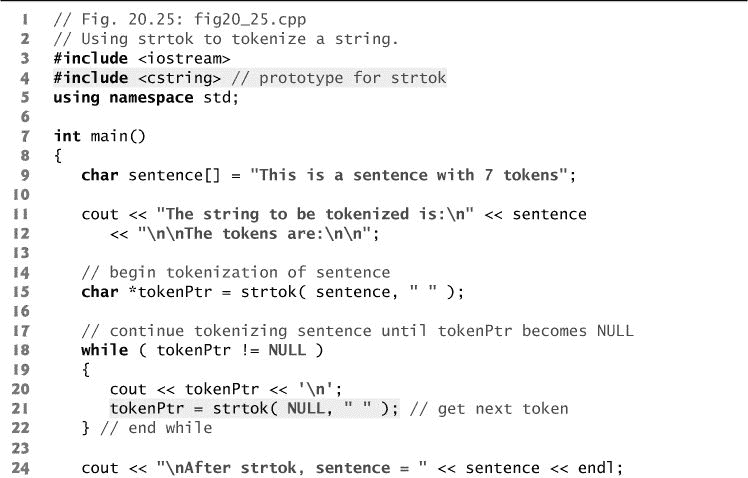 1 // Fig. 20.25: fig20_25.cpp
2 // Using strtok to tokenize a string.
3 #include <iostream>
4 #include <cstring> // prototype for strtok
5 using namespace std;
6
7 int main()
8 {
9 char sentence[] = "This is a sentence with 7 tokens";
10
11 cout << "The string to be tokenized is:\n" << sentence
12 << "\n\nThe tokens are:\n\n";
13
14 // begin tokenization of sentence
15 char *tokenPtr = strtok( sentence, " " );
16
17 // continue tokenizing sentence until tokenPtr becomes NULL
18 while ( tokenPtr != NULL )
19 {
20 cout << tokenPtr << '\n';
21 tokenPtr = strtok( NULL, " " ); // get next token
22 } // end while
23
24 cout << "\nAfter strtok, sentence = " << sentence << endl;